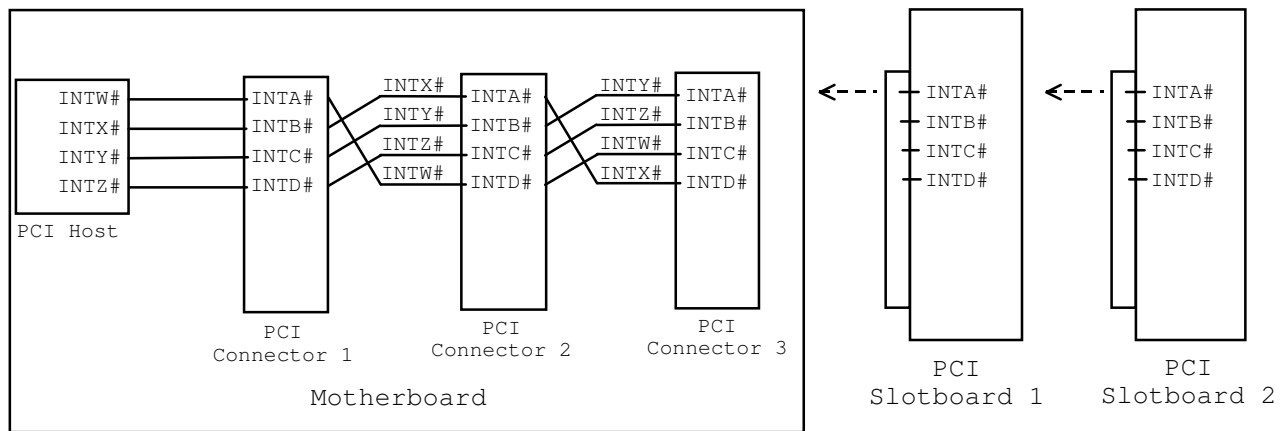 INTW#
INTX#
INTY#
INTZ#
PCI Host
INTA#
INTB#
INTC#
INTD#
PCI
Connector 1
INTX#
INTY#
INTZ#
INTW#
INTA#
INTB#
INTC#
INTD#
PCI
Connector 2
INTY#
INTZ#
INTW#
INTX#
INTA#
INTB#
INTC#
INTD#
PCI
Connector 3
Motherboard
INTA#
INTB#
INTC#
INTD#
PCI
Slotboard 1
INTA#
INTB#
INTC#
INTD#
PCI
Slotboard 2